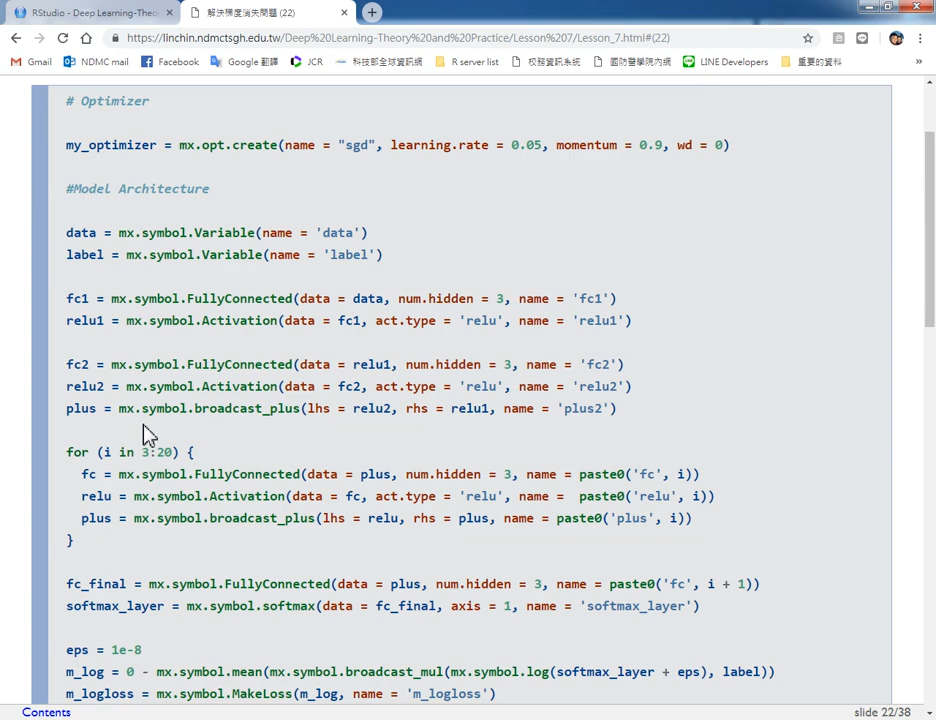 RStudio - Deep Learning-Theo
解決梯度消失問題 (22)
https://linchin.ndmctsgh.edu.tw/Deep%20Learning-Theory%20and%20Practice/Lesson%207/Lesson_7.html#(22)
Gmail NDMC mail Facebook Google 翻譯 JCR 科技部全球資訊網 R server list 校務資訊系統 國防醫學院內網 LINE Developers 重要的資料 »
# Optimizer
my_optimizer = mx.opt.create(name = "sgd", learning.rate = 0.05, momentum = 0.9, wd = 0)
#Model Architecture
data = mx.symbol.Variable(name = 'data')
label = mx.symbol.Variable(name = 'label')
fc1 = mx.symbol.FullyConnected(data = data, num.hidden = 3, name = 'fc1')
relu1 = mx.symbol.Activation(data = fc1, act.type = 'relu', name = 'relu1')
fc2 = mx.symbol.FullyConnected(data = relu1, num.hidden = 3, name = 'fc2')
relu2 = mx.symbol.Activation(data = fc2, act.type = 'relu', name = 'relu2')
plus = mx.symbol.broadcast_plus(lhs = relu2, rhs = relu1, name = 'plus2')
for (i in 3:20) {
fc = mx.symbol.FullyConnected(data = plus, num.hidden = 3, name = paste0('fc', i))
relu = mx.symbol.Activation(data = fc, act.type = 'relu', name =  paste0('relu', i))
plus = mx.symbol.broadcast_plus(lhs = relu, rhs = plus, name = paste0('plus', i))
}
fc_final = mx.symbol.FullyConnected(data = plus, num.hidden = 3, name = paste0('fc', i + 1))
softmax_layer = mx.symbol.softmax(data = fc_final, axis = 1, name = 'softmax_layer')
eps = 1e-8
m_log = 0 - mx.symbol.mean(mx.symbol.broadcast_mul(mx.symbol.log(softmax_layer + eps), label))
m_logloss = mx.symbol.MakeLoss(m_log, name = 'm_logloss')
Contents
slide 22/38